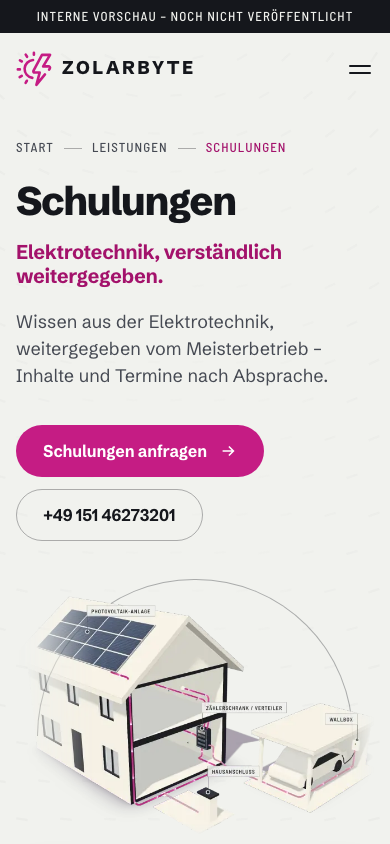 INTERNE VORSCHAU – NOCH NICHT VERÖFFENTLICHT
ZOLARBYTE
START — LEISTUNGEN — SCHULUNGEN
Schulungen
Elektrotechnik, verständlich
weitergegeben.
Wissen aus der Elektrotechnik,
weitergegeben vom Meisterbetrieb –
Inhalte und Termine nach Absprache.
Schulungen anfragen →
+49 151 46273201
PHOTOVOLTAIK-ANLAGE
ZÄHLERSCHRANK / VERTEILER
WALLBOX
HAUSANSCHLUSS